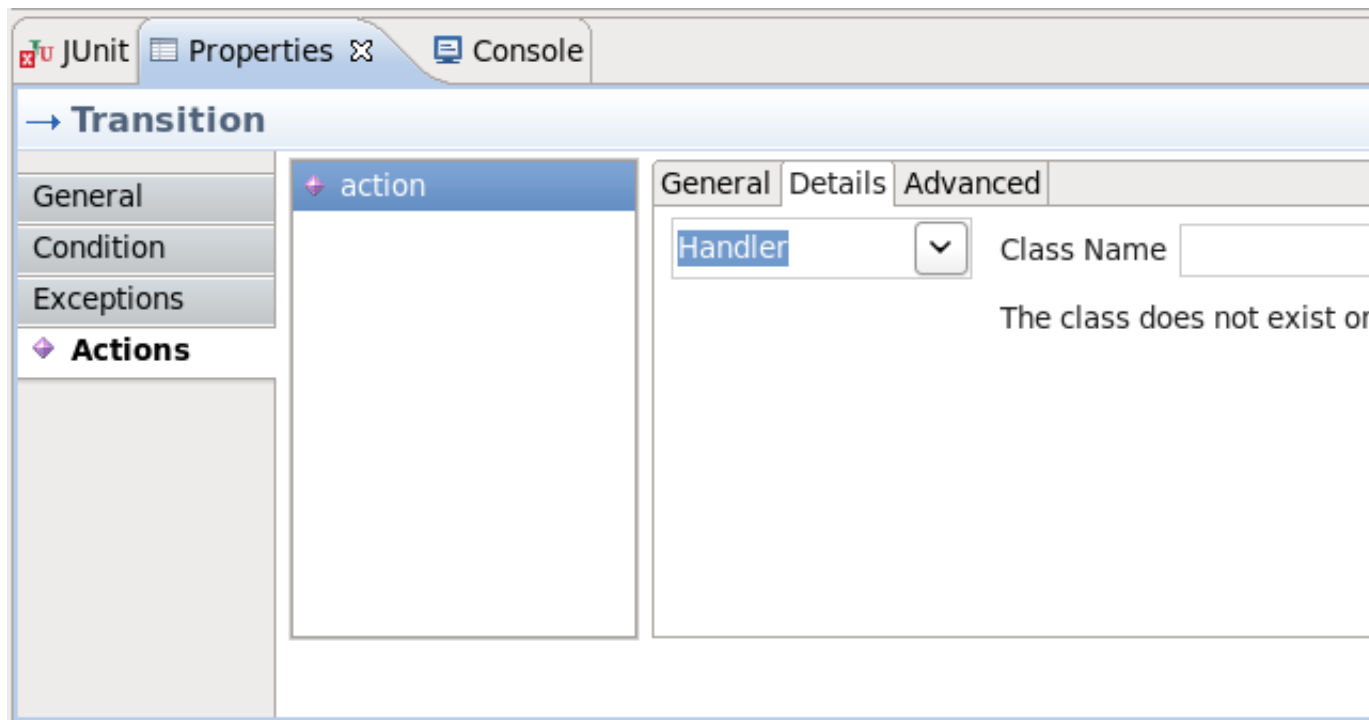 JUnit Properties Console
Transition
General
Condition
Exceptions
Actions
action
General Details Advanced
Handler Class Name
The class does not exist or